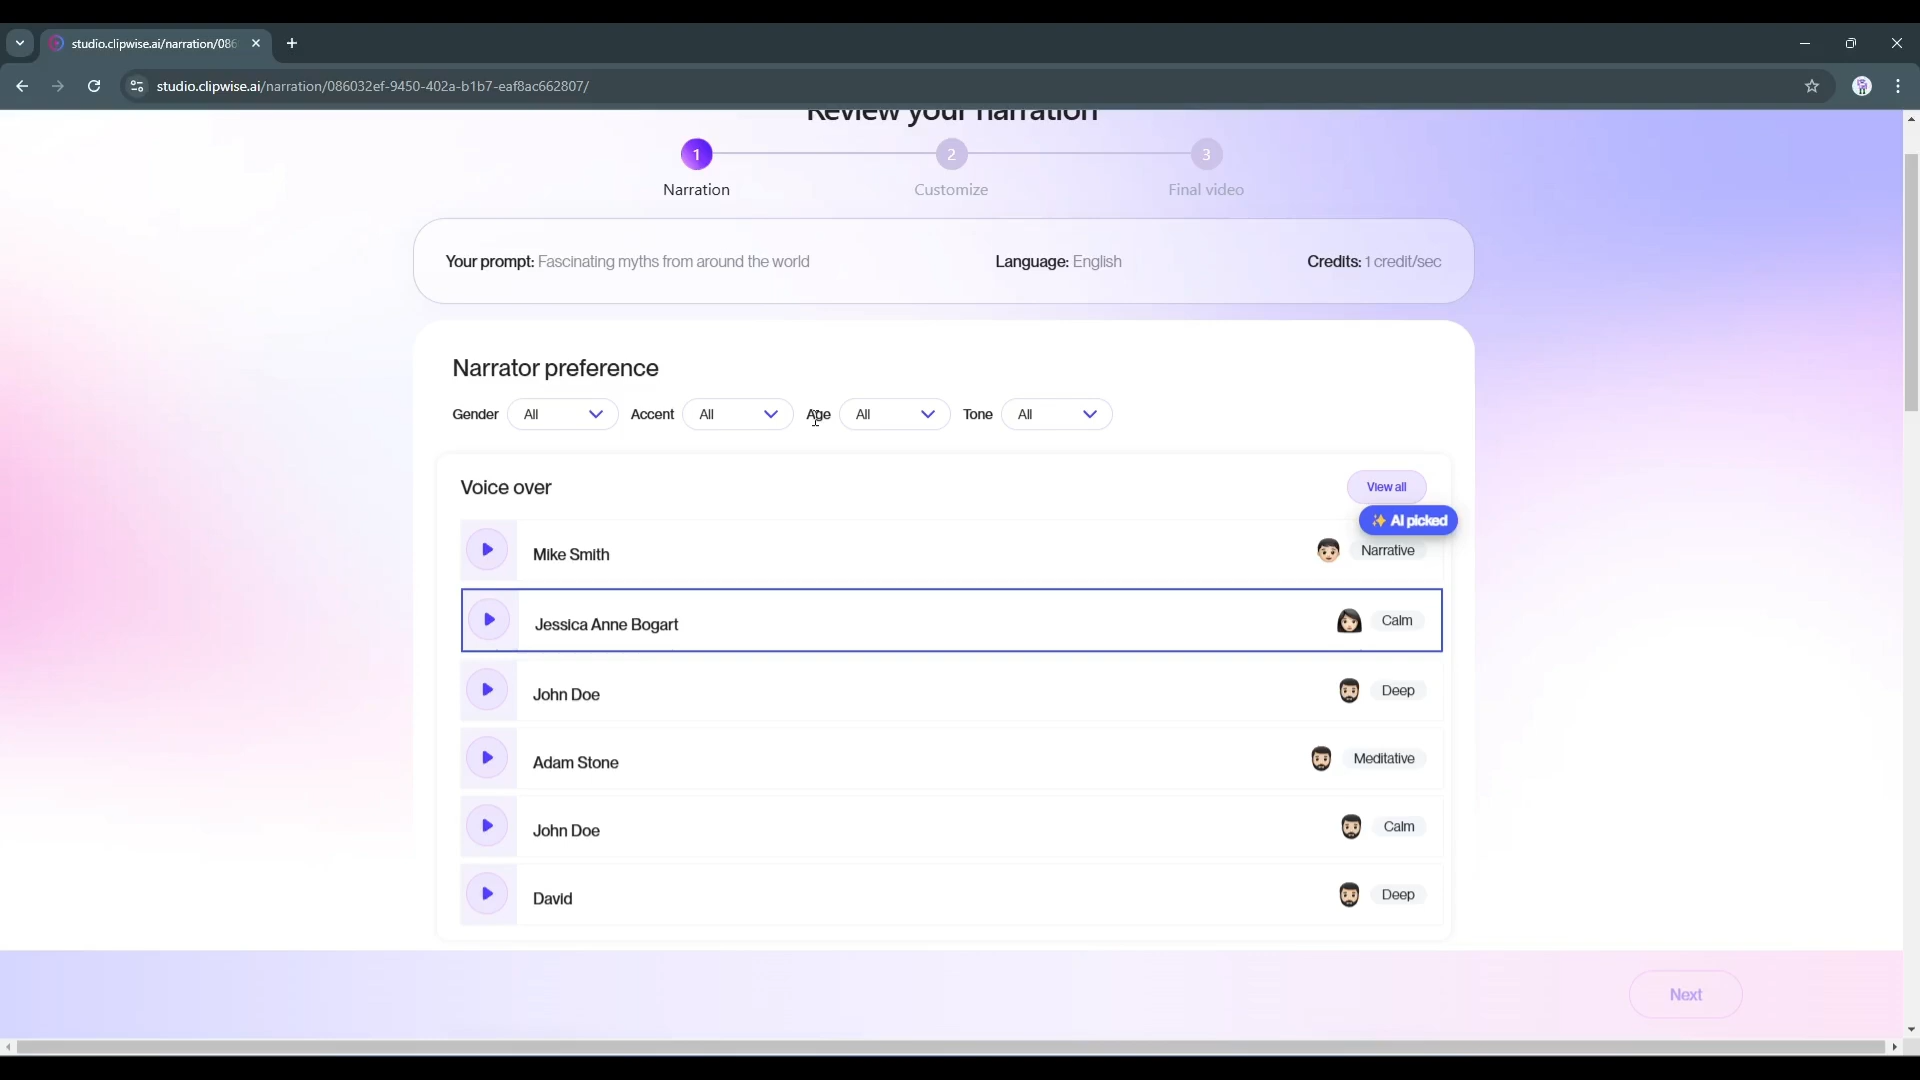 studio.clipwise.ai/narration/086
studio.clipwise.ai/narration/086032ef-9450-402a-b1b7-eaf8ac662807/
Review your narration
1 2 3
Narration Customize Final video
Your prompt: Fascinating myths from around the world Language: English Credits: 1 credit/sec
Narrator preference
Gender All Accent All Age All Tone All
Voice over View all
✨ AI picked
Mike Smith Narrative
Jessica Anne Bogart Calm
John Doe Deep
Adam Stone Meditative
John Doe Calm
David Deep
Next